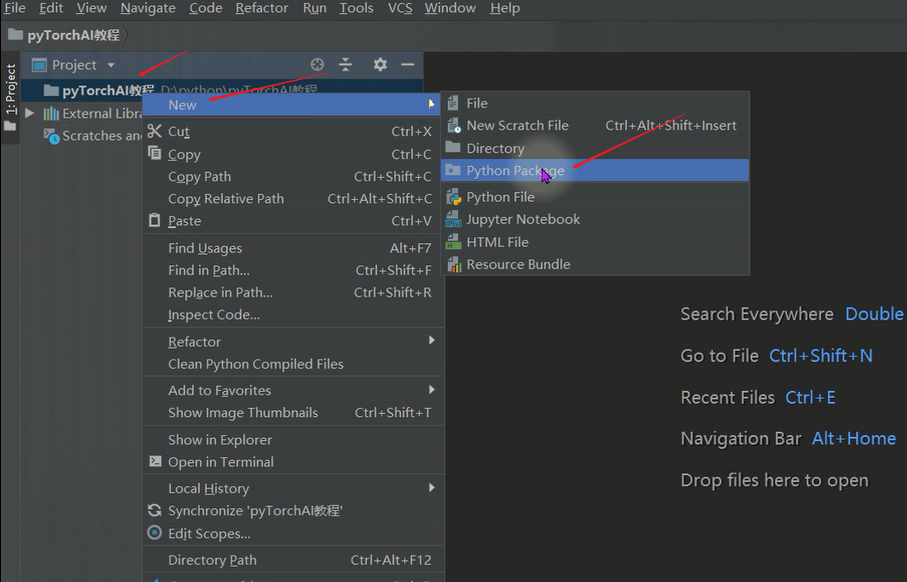 File Edit View Navigate Code Refactor Run Tools VCS Window Help
pyTorchAI教程
1: Project
Project
pyTorchAI教程 D:\python\pyTorchAI教程
External
Scratches
New
Cut Ctrl+X
Copy Ctrl+C
Copy Path Ctrl+Shift+C
Copy Relative Path Ctrl+Alt+Shift+C
Paste Ctrl+V
Find Usages Alt+F7
Find in Path... Ctrl+Shift+F
Replace in Path... Ctrl+Shift+R
Inspect Code...
Refactor
Clean Python Compiled Files
Add to Favorites
Show Image Thumbnails Ctrl+Shift+T
Show in Explorer
Open in Terminal
Local History
Synchronize 'pyTorchAI教程'
Edit Scopes...
Directory Path Ctrl+Alt+F12
File
New Scratch File Ctrl+Alt+Shift+Insert
Directory
Python Package
Python File
Jupyter Notebook
HTML File
Resource Bundle
Search Everywhere Double
Go to File Ctrl+Shift+N
Recent Files Ctrl+E
Navigation Bar Alt+Home
Drop files here to open